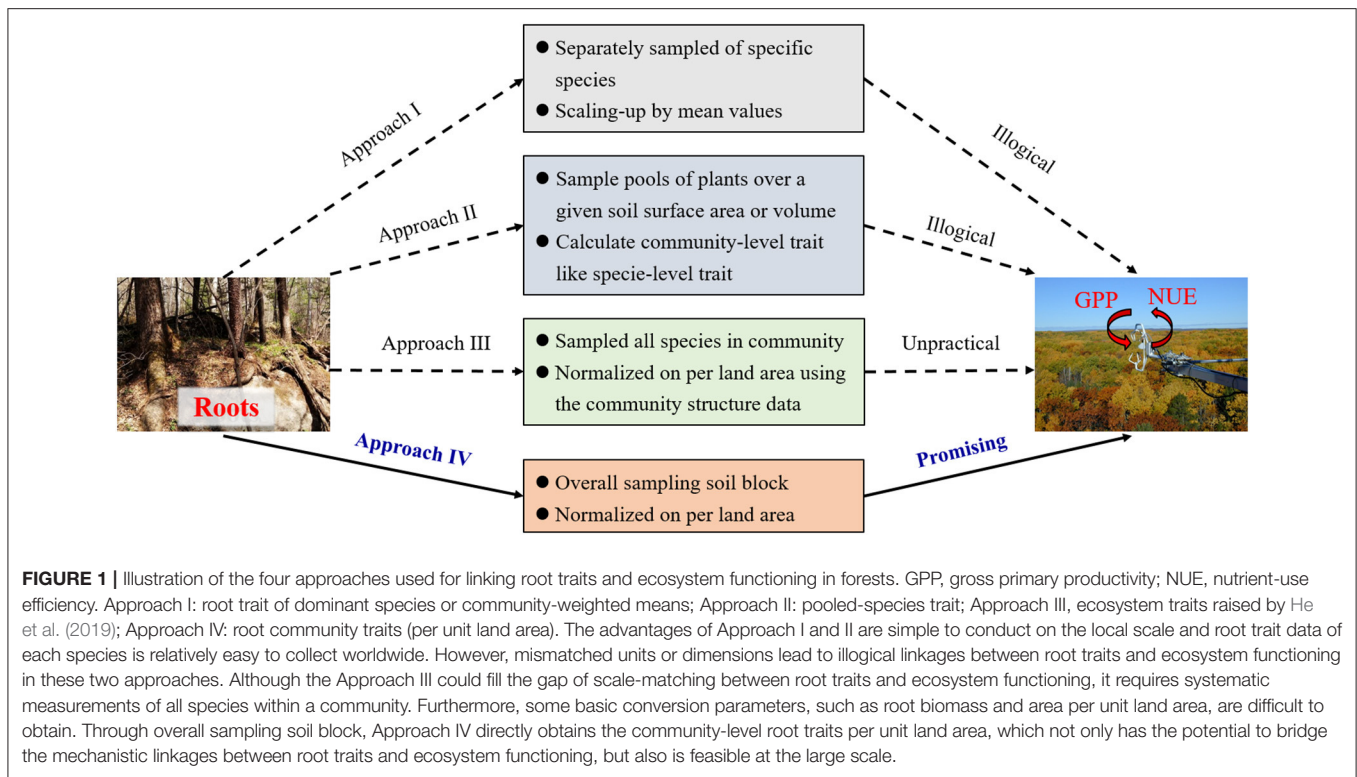 ● Separately sampled of specific
species
● Scaling-up by mean values
Approach I
Illogical
● Sample pools of plants over a
given soil surface area or volume
● Calculate community-level trait
like specie-level trait
Approach II
Illogical
GPP
NUE
● Sampled all species in community
● Normalized on per land area using
the community structure data
Approach III
Unpractical
Roots
Approach IV
Promising
● Overall sampling soil block
● Normalized on per land area
FIGURE 1 | Illustration of the four approaches used for linking root traits and ecosystem functioning in forests. GPP, gross primary productivity; NUE, nutrient-use
efficiency. Approach I: root trait of dominant species or community-weighted means; Approach II: pooled-species trait; Approach III, ecosystem traits raised by He
et al. (2019); Approach IV: root community traits (per unit land area). The advantages of Approach I and II are simple to conduct on the local scale and root trait data of
each species is relatively easy to collect worldwide. However, mismatched units or dimensions lead to illogical linkages between root traits and ecosystem functioning
in these two approaches. Although the Approach III could fill the gap of scale-matching between root traits and ecosystem functioning, it requires systematic
measurements of all species within a community. Furthermore, some basic conversion parameters, such as root biomass and area per unit land area, are difficult to
obtain. Through overall sampling soil block, Approach IV directly obtains the community-level root traits per unit land area, which not only has the potential to bridge
the mechanistic linkages between root traits and ecosystem functioning, but also is feasible at the large scale.